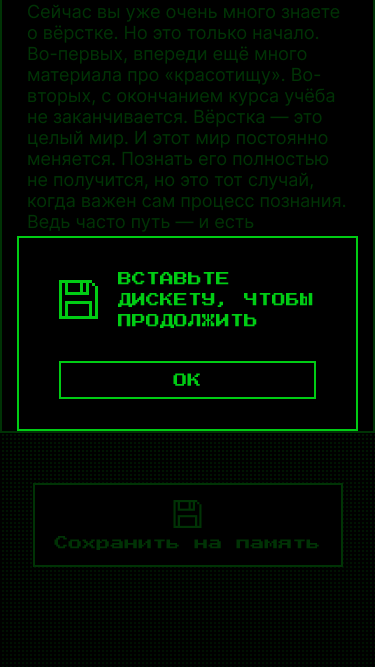 Сейчас вы уже очень много знаете
о вёрстке. Но это только начало.
Во-первых, впереди ещё много
материала про «красотищу». Во-
вторых, с окончанием курса учёба
не заканчивается. Вёрстка — это
целый мир. И этот мир постоянно
меняется. Познать его полностью
не получится, но это тот случай,
когда важен сам процесс познания.
Ведь часто путь — и есть
ВСТАВЬТЕ
ДИСКЕТУ, ЧТОБЫ
ПРОДОЛЖИТЬ
ОК
Сохранить на память